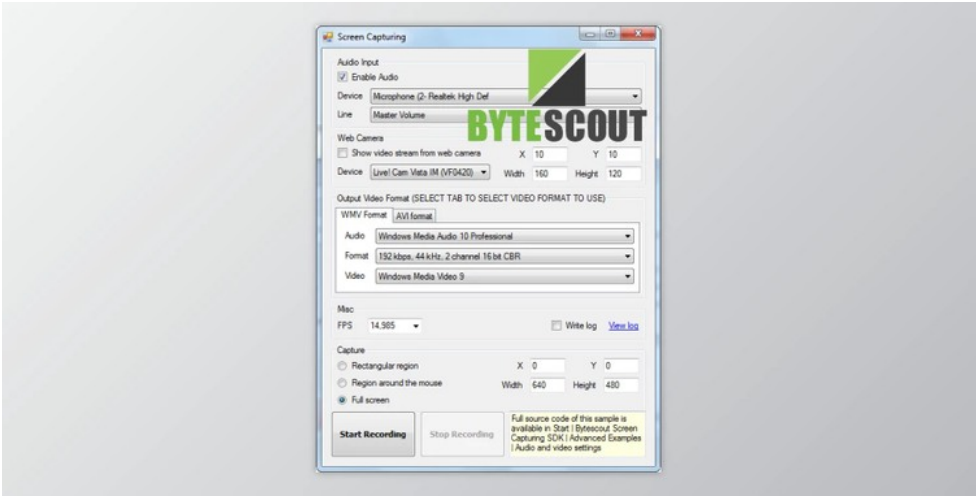 Screen Capturing
Auidio Input
Enable Audio
Device Microphone (2- Realtek High Def
Line Master Volume
BYTESCOUT
Web Camera
Show video stream from web camera X 10 Y 10
Device Live! Cam Vista IM (VF0420) Width 160 Height 120
Output Video Format (SELECT TAB TO SELECT VIDEO FORMAT TO USE)
WMV Format AVI format
Audio Windows Media Audio 10 Professional
Format 192 kbps, 44 kHz, 2 channel 16 bit CBR
Video Windows Media Video 9
Misc
FPS 14.985 Write log View log
Capture
Rectangular region X 0 Y 0
Region around the mouse Width 640 Height 480
Full screen
Start Recording Stop Recording
Full source code of this sample is
available in Start | Bytescout Screen
Capturing SDK | Advanced Examples
| Audio and video settings